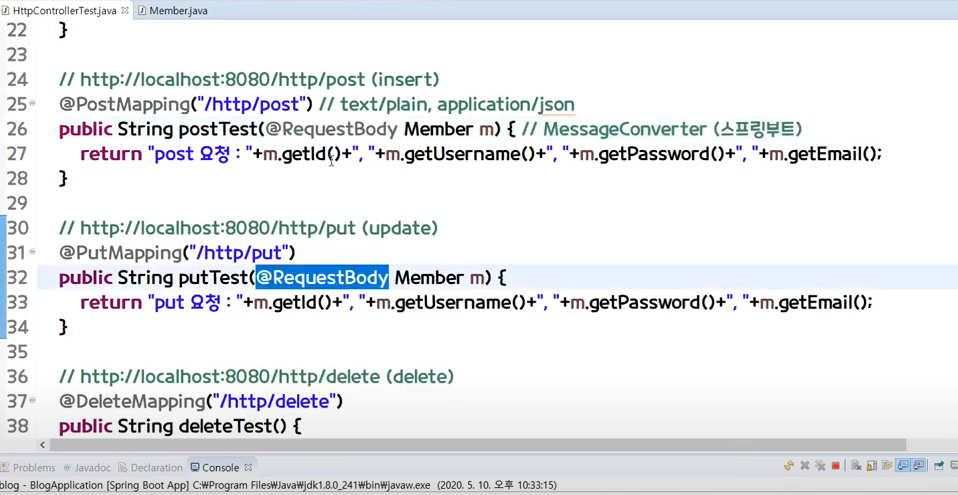 HttpControllerTest.java Member.java
22 }
23
24 // http://localhost:8080/http/post (insert)
25 @PostMapping("/http/post") // text/plain, application/json
26 public String postTest(@RequestBody Member m) { // MessageConverter (스프링부트)
27 return "post 요청 : "+m.getId()+", "+m.getUsername()+", "+m.getPassword()+", "+m.getEmail();
28 }
29
30 // http://localhost:8080/http/put (update)
31 @PutMapping("/http/put")
32 public String putTest(@RequestBody Member m) {
33 return "put 요청 : "+m.getId()+", "+m.getUsername()+", "+m.getPassword()+", "+m.getEmail();
34 }
35
36 // http://localhost:8080/http/delete (delete)
37 @DeleteMapping("/http/delete")
38 public String deleteTest() {
Problems Javadoc Declaration Console
blog - BlogApplication [Spring Boot App] C:₩Program Files₩Java₩jdk1.8.0_241₩bin₩javaw.exe (2020. 5. 10. 오후 10:33:15)